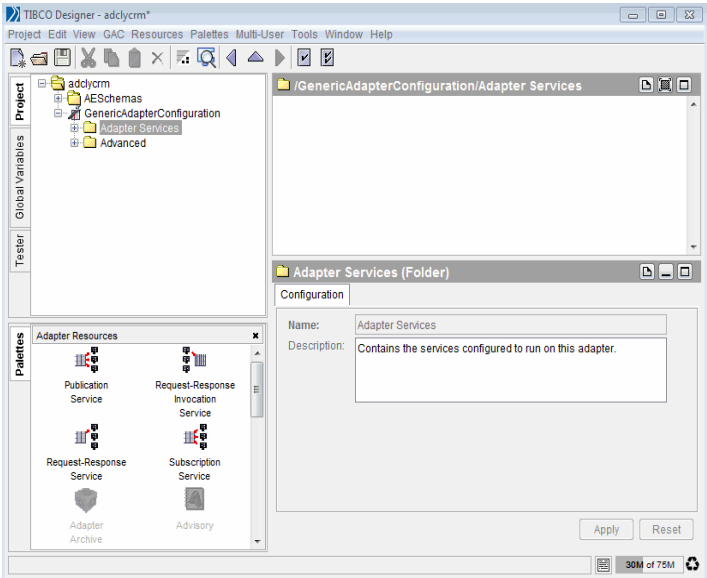 TIBCO Designer - adclycrm*
Project Edit View GAC Resources Palettes Multi-User Tools Window Help
Project
Global Variables
Tester
adclycrm
AESchemas
GenericAdapterConfiguration
Adapter Services
Advanced
/GenericAdapterConfiguration/Adapter Services
Adapter Services (Folder)
Configuration
Name:
Adapter Services
Description:
Contains the services configured to run on this adapter.
Apply
Reset
Palettes
Adapter Resources
Publication
Service
Request-Response
Invocation
Service
Request-Response
Service
Subscription
Service
Adapter
Archive
Advisory
30M of 75M